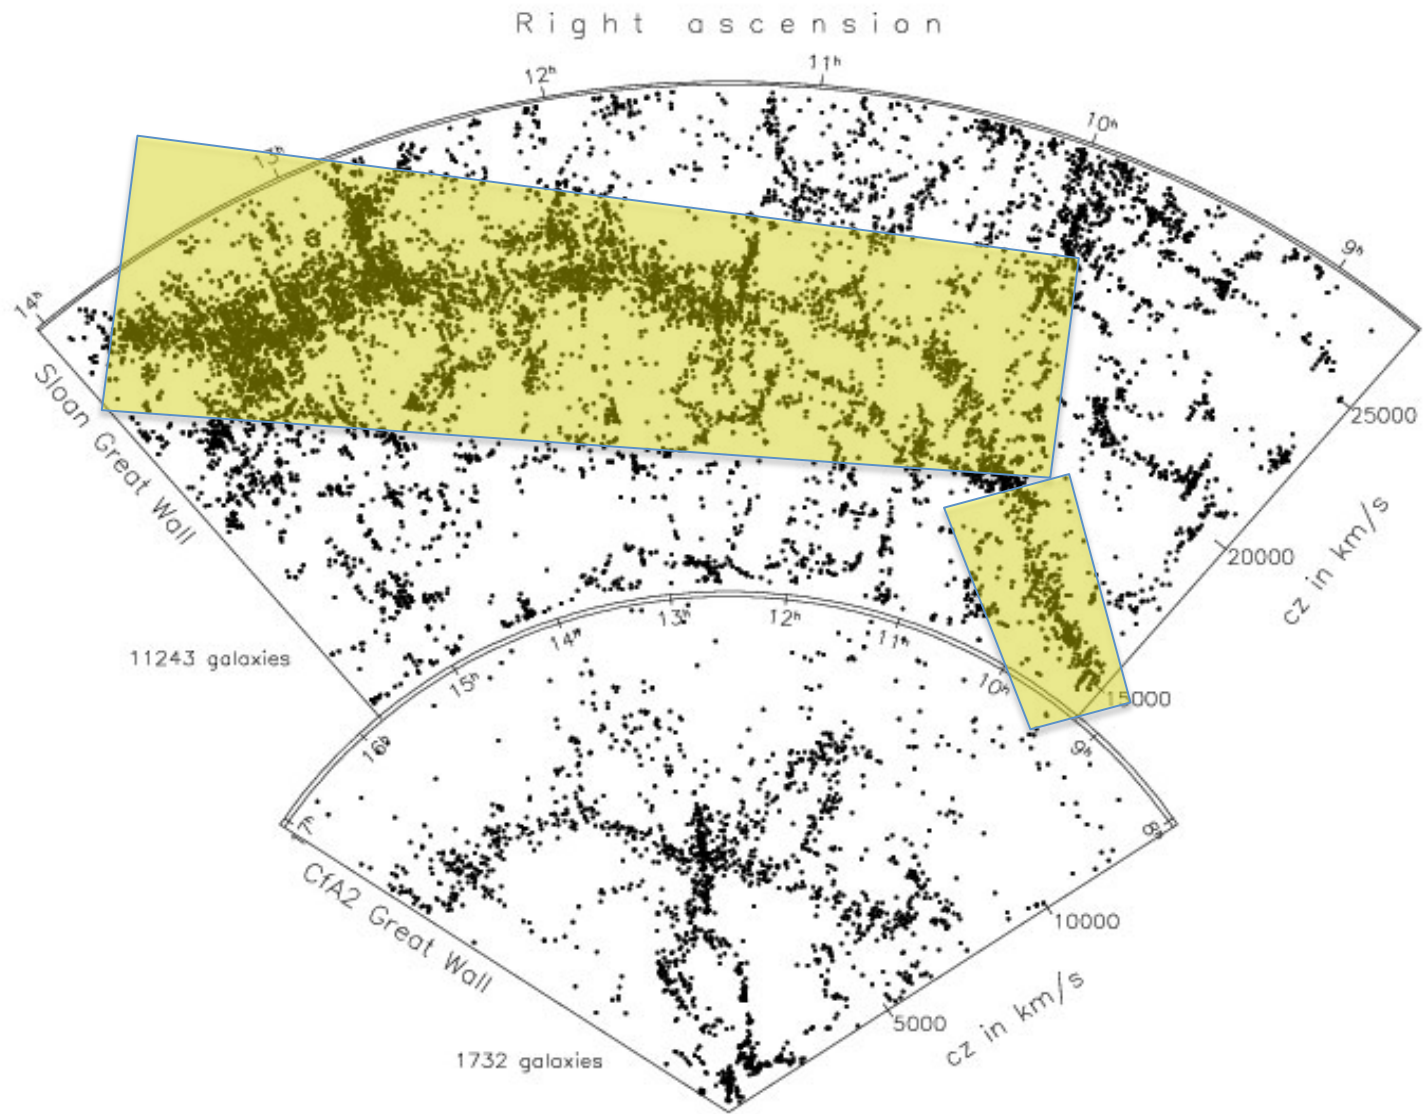 Right ascension
11ʰ
12ʰ
10ʰ
13ʰ
9ʰ
14ʰ
Sloan Great Wall
25000
20000
cz in km/s
11243 galaxies
13ʰ
12ʰ
14ʰ
11ʰ
15ʰ
10ʰ
15000
16ʰ
9ʰ
8ʰ
CfA2 Great Wall
10000
5000
cz in km/s
1732 galaxies